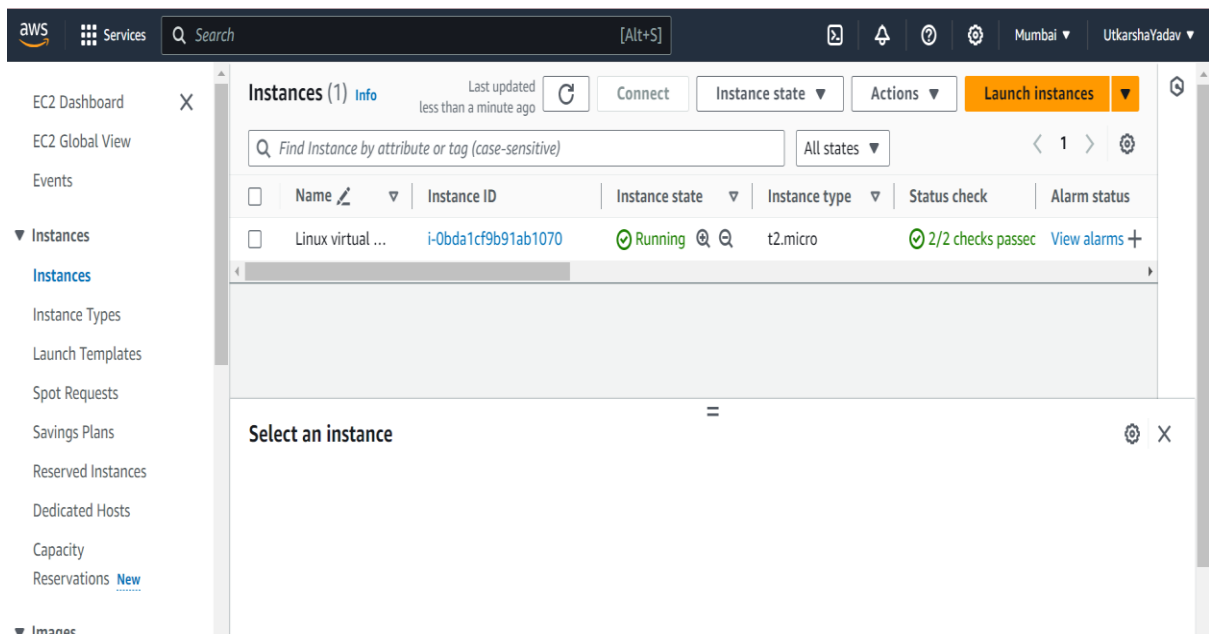 aws Services Search [Alt+S] Mumbai UtkarshaYadav
EC2 Dashboard
EC2 Global View
Events
Instances
Instances
Instance Types
Launch Templates
Spot Requests
Savings Plans
Reserved Instances
Dedicated Hosts
Capacity
Reservations New
Images
Instances (1) Info Last updated
less than a minute ago Connect Instance state Actions Launch instances
Find Instance by attribute or tag (case-sensitive) All states 1
Name Instance ID Instance state Instance type Status check Alarm status
Linux virtual ... i-0bda1cf9b91ab1070 Running t2.micro 2/2 checks passec View alarms
Select an instance